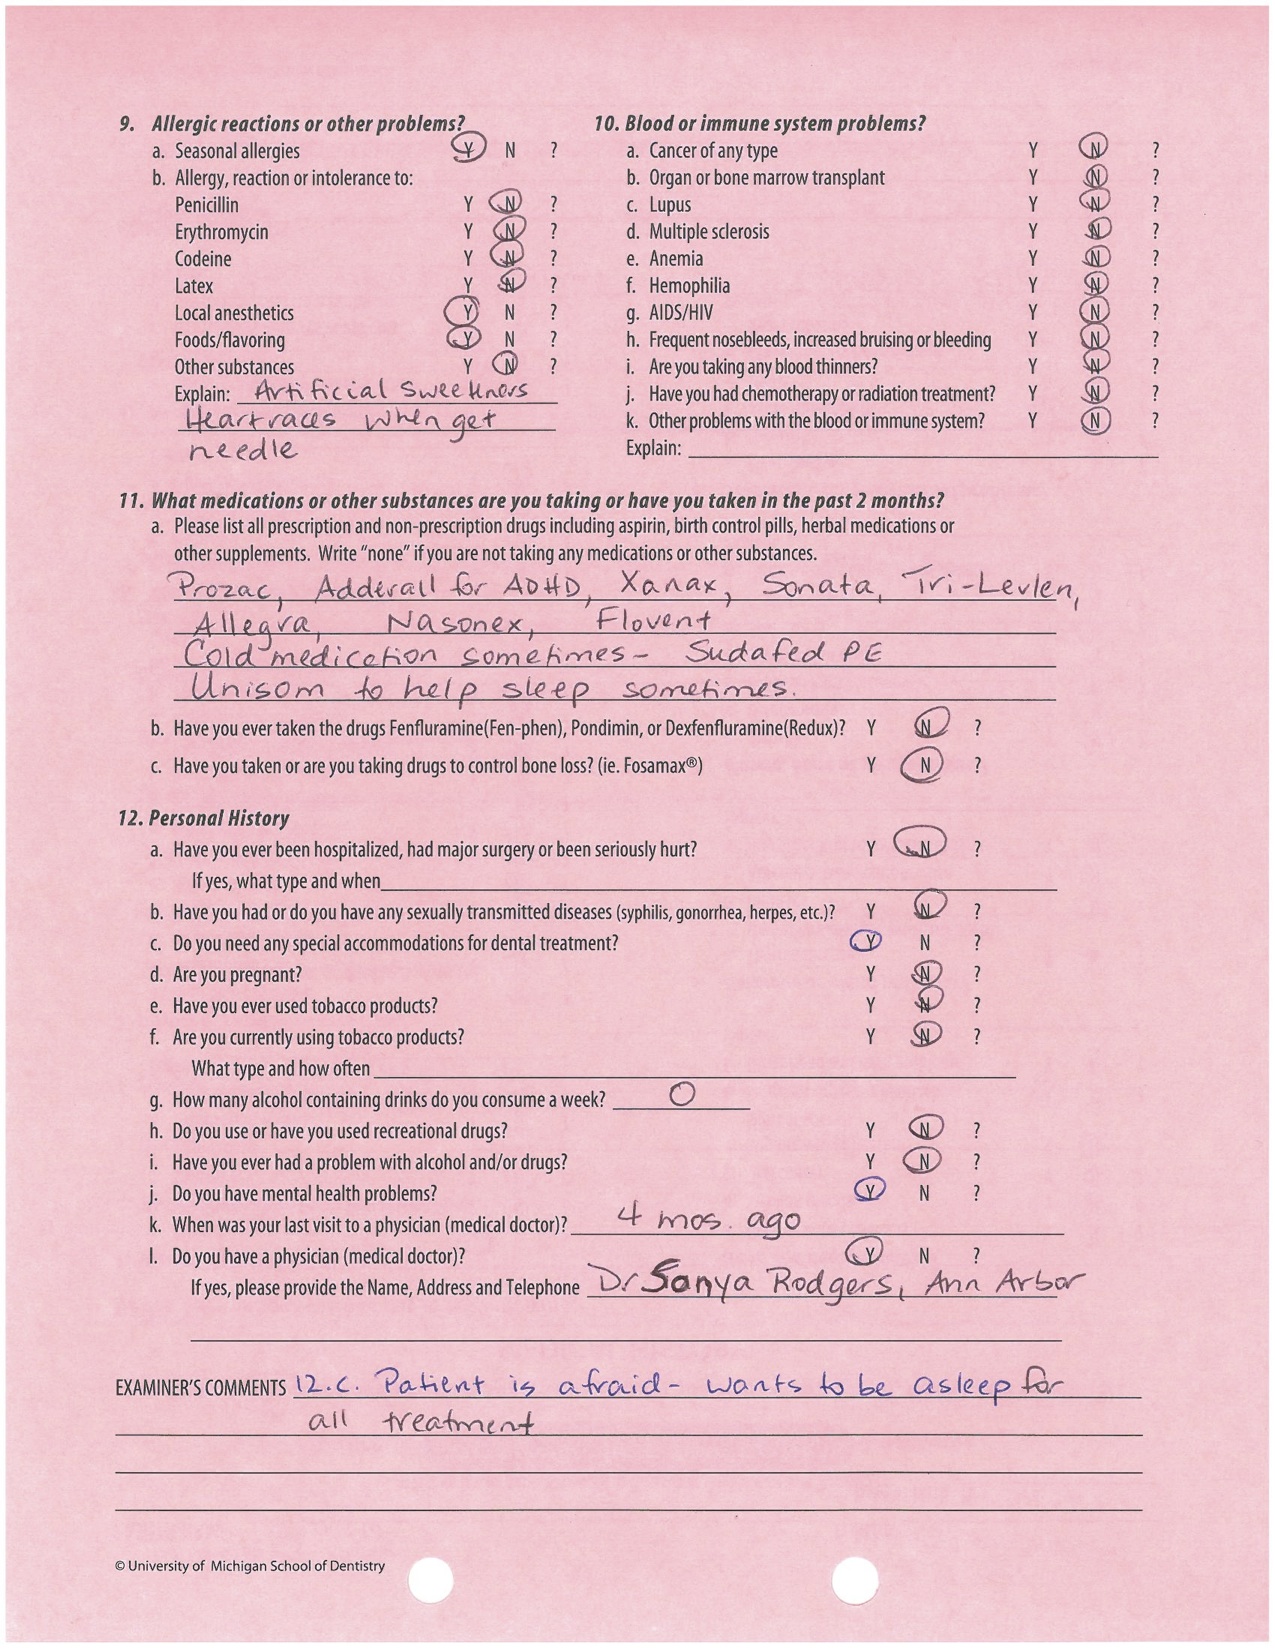 9. Allergic reactions or other problems?
a. Seasonal allergies Y N ?
b. Allergy, reaction or intolerance to:
Penicillin Y N ?
Erythromycin Y N ?
Codeine Y N ?
Latex Y N ?
Local anesthetics Y N ?
Foods/flavoring Y N ?
Other substances Y N ?
Explain: Artificial sweetners
Heart races when get
needle
10. Blood or immune system problems?
a. Cancer of any type Y N ?
b. Organ or bone marrow transplant Y N ?
c. Lupus Y N ?
d. Multiple sclerosis Y N ?
e. Anemia Y N ?
f. Hemophilia Y N ?
g. AIDS/HIV Y N ?
h. Frequent nosebleeds, increased bruising or bleeding Y N ?
i. Are you taking any blood thinners? Y N ?
j. Have you had chemotherapy or radiation treatment? Y N ?
k. Other problems with the blood or immune system? Y N ?
Explain:
11. What medications or other substances are you taking or have you taken in the past 2 months?
a. Please list all prescription and non-prescription drugs including aspirin, birth control pills, herbal medications or
other supplements. Write "none" if you are not taking any medications or other substances.
Prozac, Adderall for ADHD, Xanax, Sonata, Tri-Levlen,
Allegra, Nasonex, Flovent
Cold medication sometimes - Sudafed PE
Unisom to help sleep sometimes.
b. Have you ever taken the drugs Fenfluramine(Fen-phen), Pondimin, or Dexfenfluramine(Redux)? Y N ?
c. Have you taken or are you taking drugs to control bone loss? (ie. Fosamax®) Y N ?
12. Personal History
a. Have you ever been hospitalized, had major surgery or been seriously hurt? Y N ?
If yes, what type and when
b. Have you had or do you have any sexually transmitted diseases (syphilis, gonorrhea, herpes, etc.)? Y N ?
c. Do you need any special accommodations for dental treatment? Y N ?
d. Are you pregnant? Y N ?
e. Have you ever used tobacco products? Y N ?
f. Are you currently using tobacco products? Y N ?
What type and how often
g. How many alcohol containing drinks do you consume a week? 0
h. Do you use or have you used recreational drugs? Y N ?
i. Have you ever had a problem with alcohol and/or drugs? Y N ?
j. Do you have mental health problems? Y N ?
k. When was your last visit to a physician (medical doctor)? 4 mos. ago
l. Do you have a physician (medical doctor)? Y N ?
If yes, please provide the Name, Address and Telephone Dr Sonya Rodgers, Ann Arbor
EXAMINER'S COMMENTS 12.c. Patient is afraid - wants to be asleep for
all treatment
© University of Michigan School of Dentistry